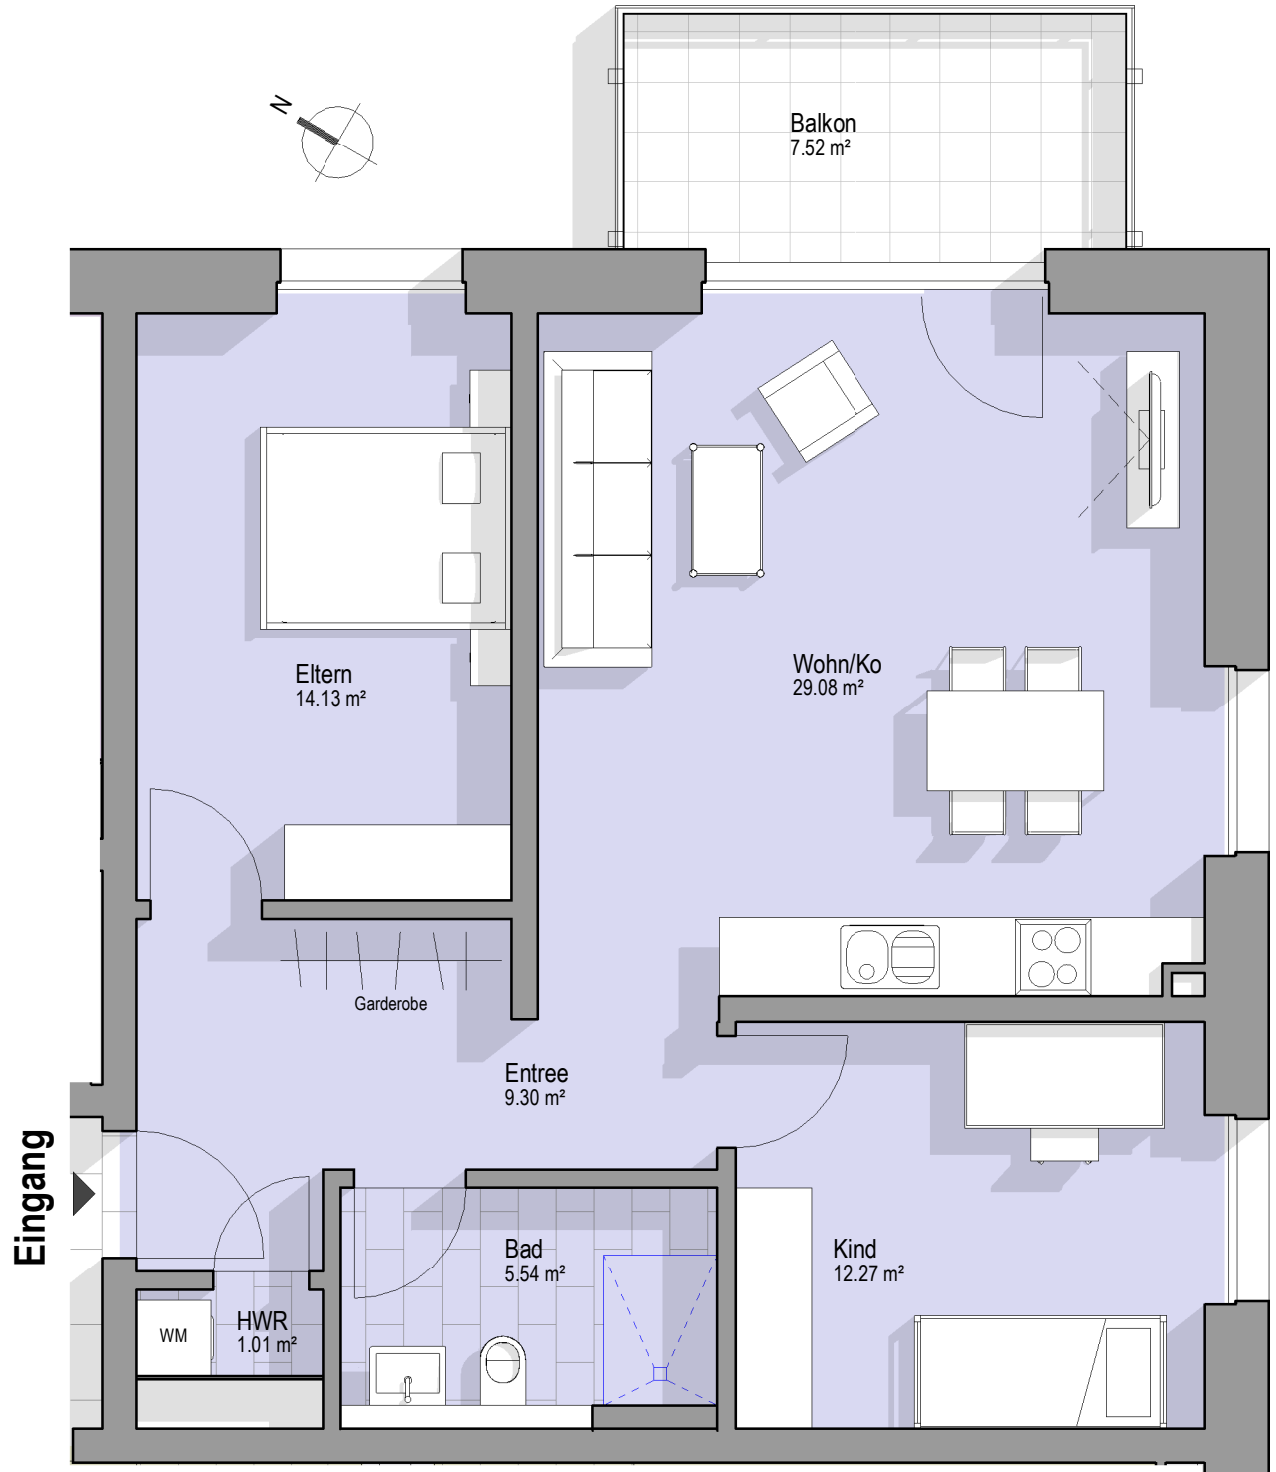 N
Balkon
7.52 m²
Eltern
14.13 m²
Wohn/Ko
29.08 m²
Garderobe
Entree
9.30 m²
Eingang
Bad
5.54 m²
Kind
12.27 m²
HWR
1.01 m²
WM